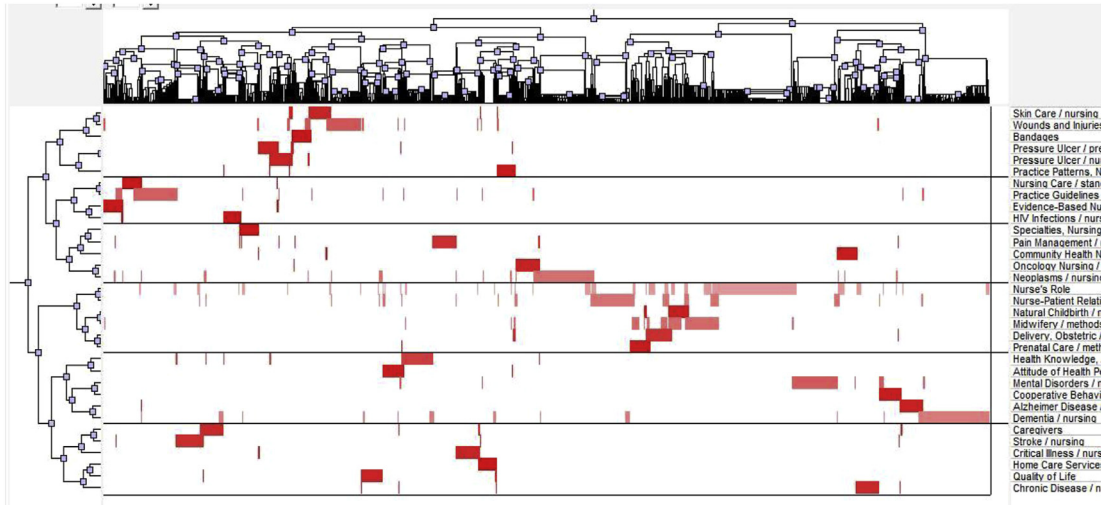 Skin Care / nursing
Wounds and Injuries
Bandages
Pressure Ulcer / pre
Pressure Ulcer / nur
Practice Patterns, N
Nursing Care / stan
Practice Guidelines
Evidence-Based Nu
HIV Infections / nurs
Specialties, Nursing
Pain Management /
Community Health N
Oncology Nursing /
Neoplasms / nursing
Nurse's Role
Nurse-Patient Relati
Natural Childbirth / n
Midwifery / methods
Delivery, Obstetric /
Prenatal Care / meth
Health Knowledge,
Attitude of Health Pe
Mental Disorders / n
Cooperative Behavi
Alzheimer Disease /
Dementia / nursing
Caregivers
Stroke / nursing
Critical Illness / nurs
Home Care Services
Quality of Life
Chronic Disease / n